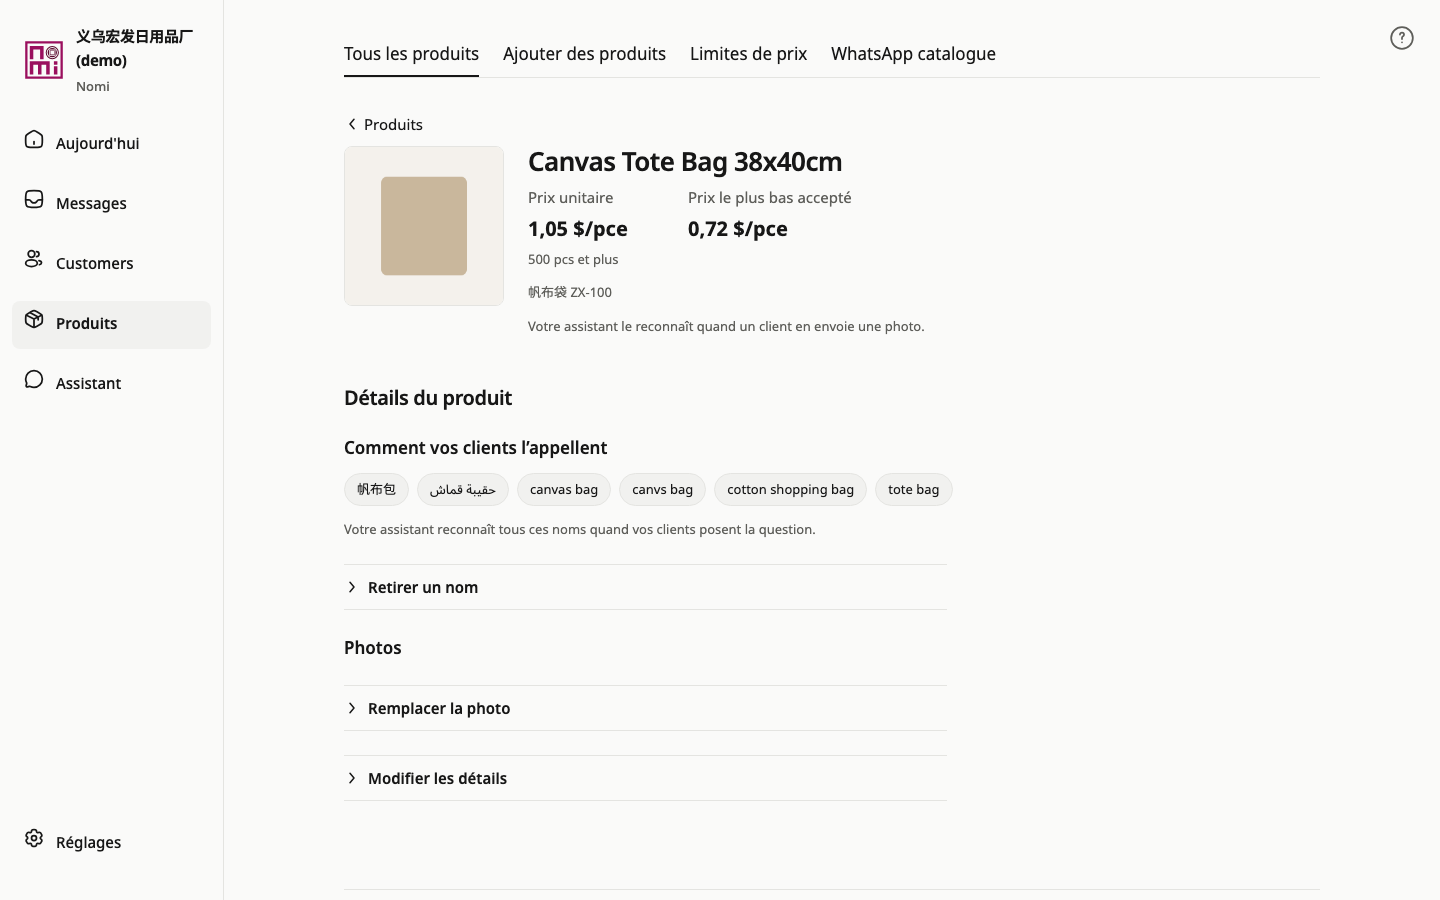 义乌宏发日用品厂
(demo)
Nomi
Aujourd'hui
Messages
Customers
Produits
Assistant
Réglages
Tous les produits
Ajouter des produits
Limites de prix
WhatsApp catalogue
Produits
Canvas Tote Bag 38x40cm
Prix unitaire
Prix le plus bas accepté
1,05 $/pce
0,72 $/pce
500 pcs et plus
帆布袋 ZX-100
Votre assistant le reconnaît quand un client en envoie une photo.
Détails du produit
Comment vos clients l’appellent
帆布包
حقيبة قماش
canvas bag
canvs bag
cotton shopping bag
tote bag
Votre assistant reconnaît tous ces noms quand vos clients posent la question.
Retirer un nom
Photos
Remplacer la photo
Modifier les détails